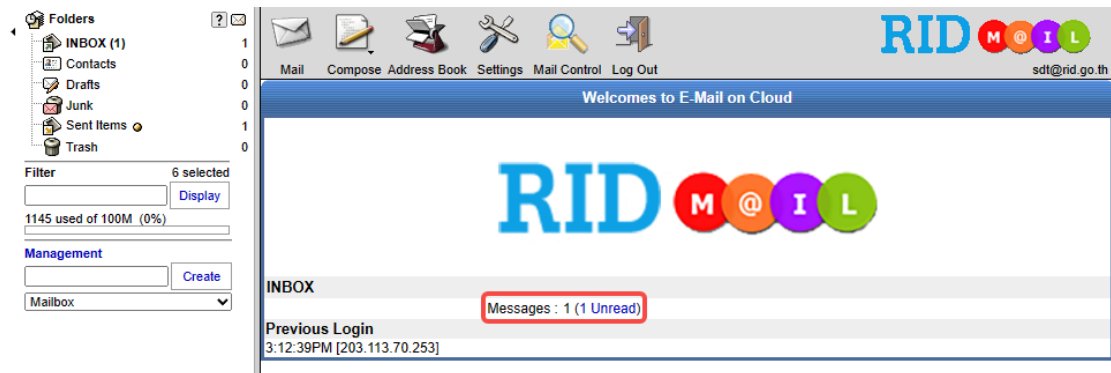 Folders ?
INBOX (1) 1
Contacts 0
Drafts 0
Junk 0
Sent Items 1
Trash 0
Filter 6 selected
Display
1145 used of 100M (0%)
Management
Create
Mailbox
Mail Compose Address Book Settings Mail Control Log Out
RID M@IL
sdt@rid.go.th
Welcomes to E-Mail on Cloud
RID M@IL
INBOX
Messages : 1 (1 Unread)
Previous Login
3:12:39PM [203.113.70.253]